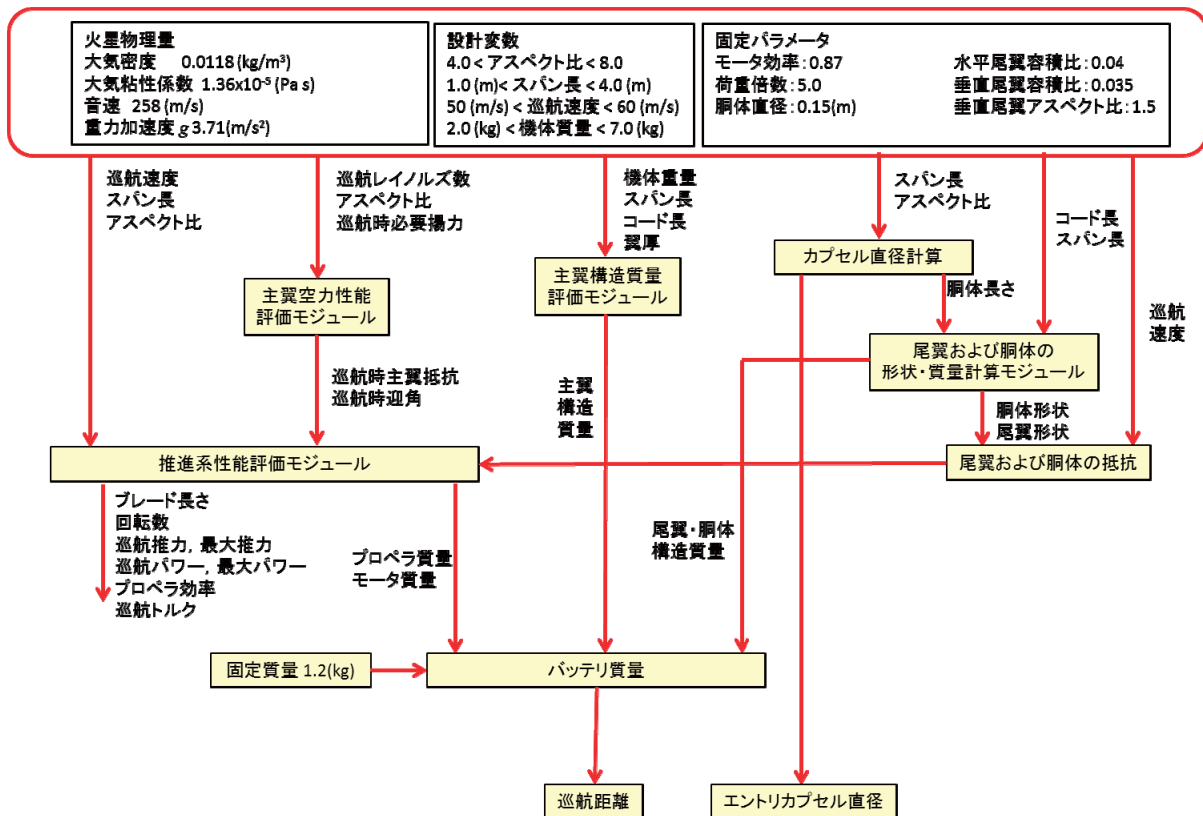 火星物理量
大気密度 0.0118 (kg/m³)
大気粘性係数 1.36x10⁻⁵ (Pa s)
音速 258 (m/s)
重力加速度 g 3.71(m/s²)
設計変数
4.0 < アスペクト比 < 8.0
1.0 (m)< スパン長 < 4.0 (m)
50 (m/s) < 巡航速度 < 60 (m/s)
2.0 (kg) < 機体質量 < 7.0 (kg)
固定パラメータ
モータ効率：0.87
荷重倍数：5.0
胴体直径：0.15(m)
水平尾翼容積比：0.04
垂直尾翼容積比：0.035
垂直尾翼アスペクト比：1.5
巡航速度
スパン長
アスペクト比
巡航レイノルズ数
アスペクト比
巡航時必要揚力
機体重量
スパン長
コード長
翼厚
スパン長
アスペクト比
コード長
スパン長
カプセル直径計算
主翼空力性能
評価モジュール
主翼構造質量
評価モジュール
胴体長さ
巡航
速度
尾翼および胴体の
形状・質量計算モジュール
巡航時主翼抵抗
巡航時迎角
主翼
構造
質量
胴体形状
尾翼形状
推進系性能評価モジュール
尾翼および胴体の抵抗
ブレード長さ
回転数
巡航推力，最大推力
巡航パワー，最大パワー
プロペラ効率
巡航トルク
プロペラ質量
モータ質量
尾翼・胴体
構造質量
固定質量 1.2(kg)
バッテリ質量
巡航距離
エントリカプセル直径